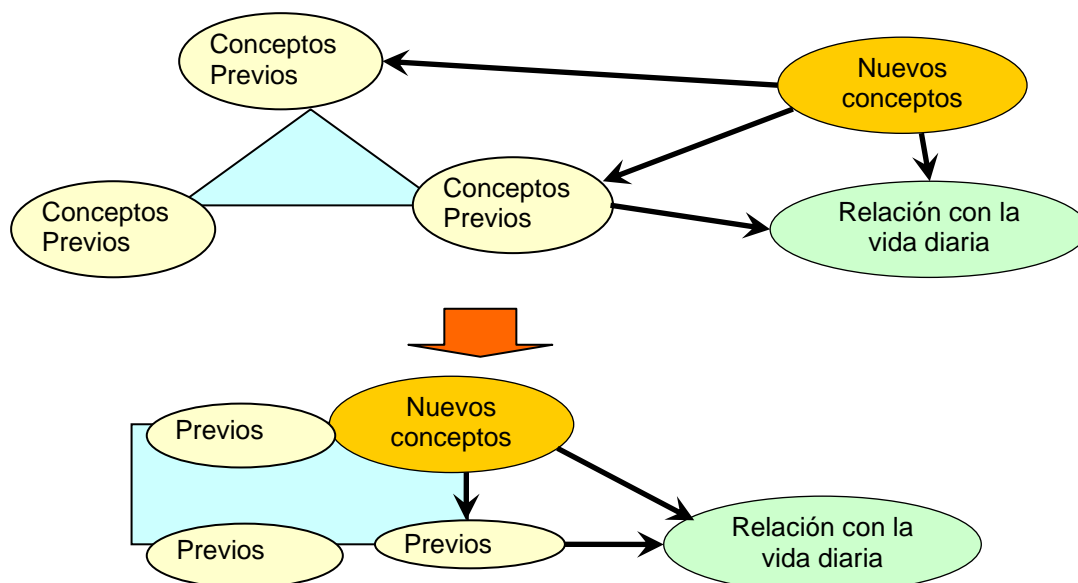 Conceptos
Previos
Nuevos
conceptos
Conceptos
Previos
Conceptos
Previos
Relación con la
vida diaria
Previos
Nuevos
conceptos
Previos
Previos
Relación con la
vida diaria